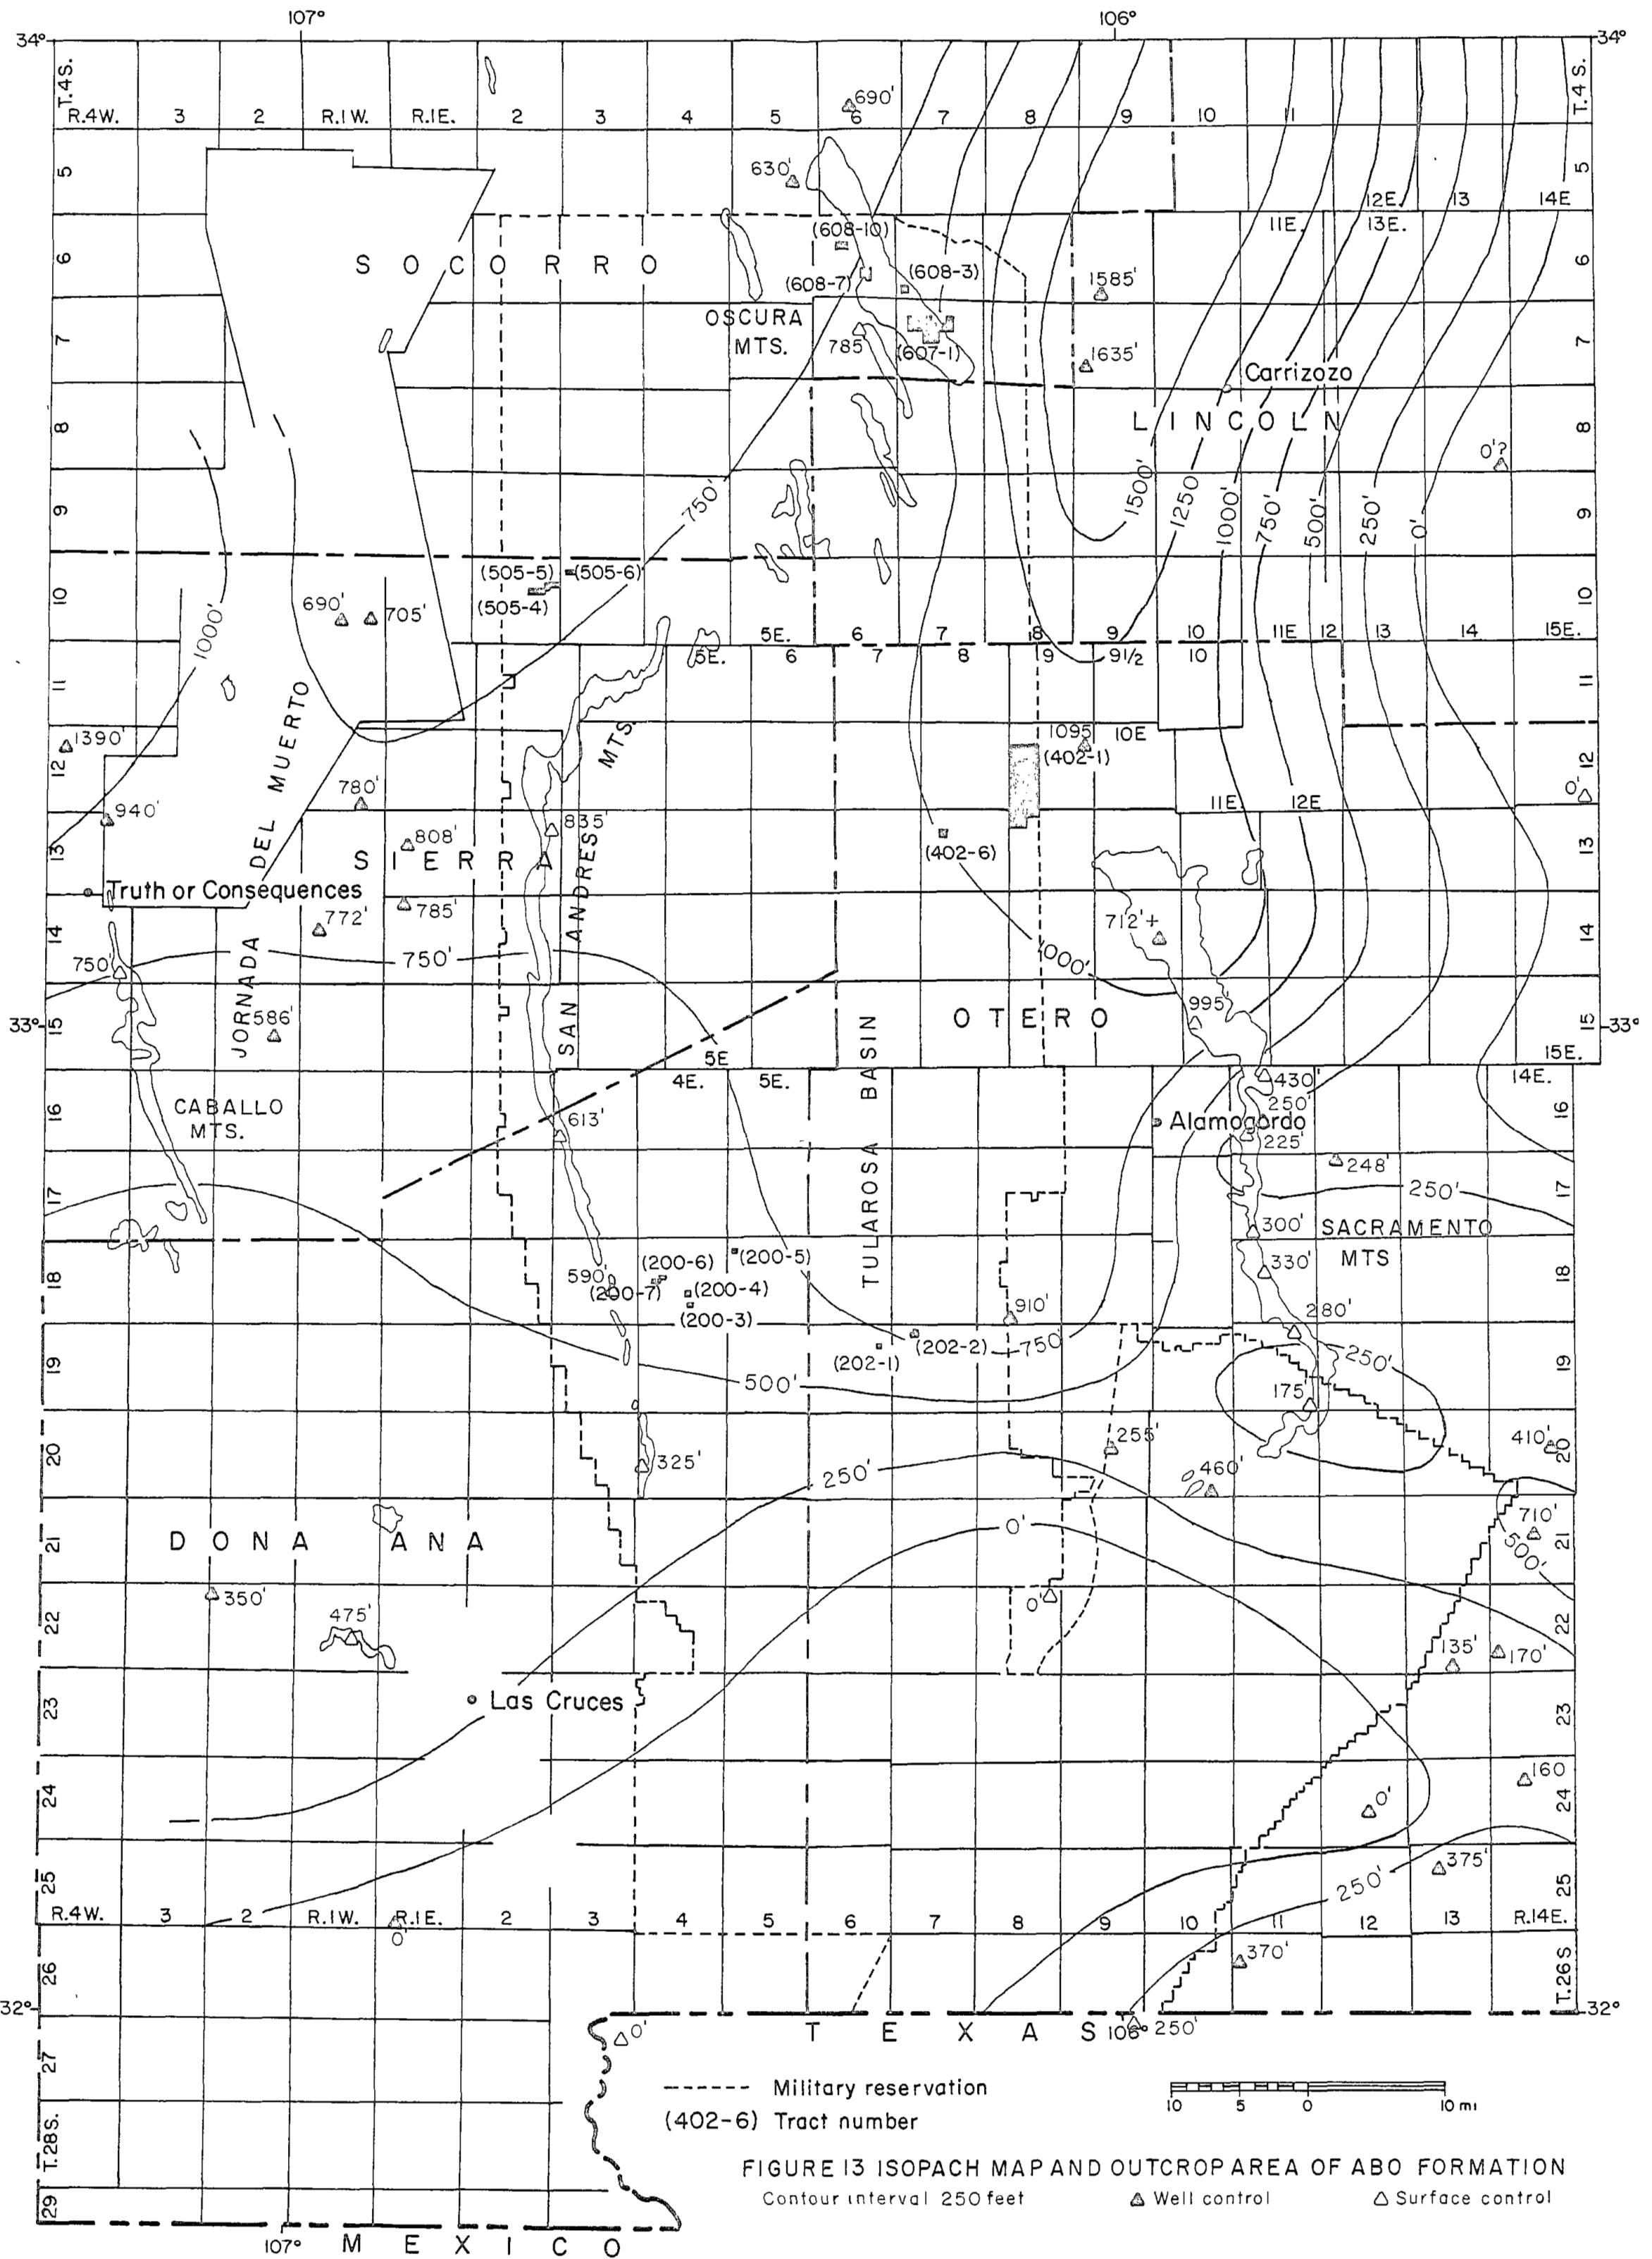 107° 106°
34° 34°
T.4S. T.4S.
R.4W. 3 2 R.1W. R.1E. 2 3 4 5 6 7 8 9 10 11
690'
5 630' 5
12E. 13 14E
11E. 13E.
(608-10)
6 SOCORRO (608-7) (608-3) 1585' 6
OSCURA
MTS.
7 785' (607-1) 1635' 7
Carrizozo
LINCOLN
8 0'? 8
9 750' 1500' 1250' 1000' 750' 500' 250' 0' 9
(505-5) (505-6)
(505-4)
10 690' 705' 10
1000'
5E. 6 7 8 9 10 11E 12 13 14 15E.
5E. 6 7 8 9 9½ 10
11 11
JORNADA DEL MUERTO
SAN ANDRES MTS.
1390' 1095' 10E
(402-1)
12 780' 0' 12
940' 835' 11E. 12E
808' (402-6)
13 SIERRA 13
Truth or Consequences
772' 785' 712'+
14 750' 1000' 14
750'
995'
33° 33°
15 586' OTERO 15
5E 15E.
4E. 5E. 14E.
TULAROSA BASIN
430'
CABALLO
MTS.
250'
16 613' Alamogordo 16
225'
248'
17 250' 17
300' SACRAMENTO
MTS
(200-6) (200-5)
18 590' (200-7) (200-4) 330' 18
(200-3) 910' 280'
(202-1) (202-2) 750' 250'
19 500' 175' 19
255' 410'
20 325' 250' 460' 20
710'
21 DONA ANA 0' 500' 21
350' 0'
22 475' 135' 170' 22
23 Las Cruces 23
160
24 0' 24
375'
25 250' 25
R.4W. 3 2 R.1W. R.1E. 2 3 4 5 6 7 8 9 10 11 12 13 R.14E.
0'
26 370' T.26S
32° 32°
0' TEXAS 106° 250'
27
Military reservation
(402-6) Tract number
10 5 0 10 mi
T.28S.
FIGURE 13 ISOPACH MAP AND OUTCROP AREA OF ABO FORMATION
Contour interval 250 feet Well control Surface control
29
107° MEXICO